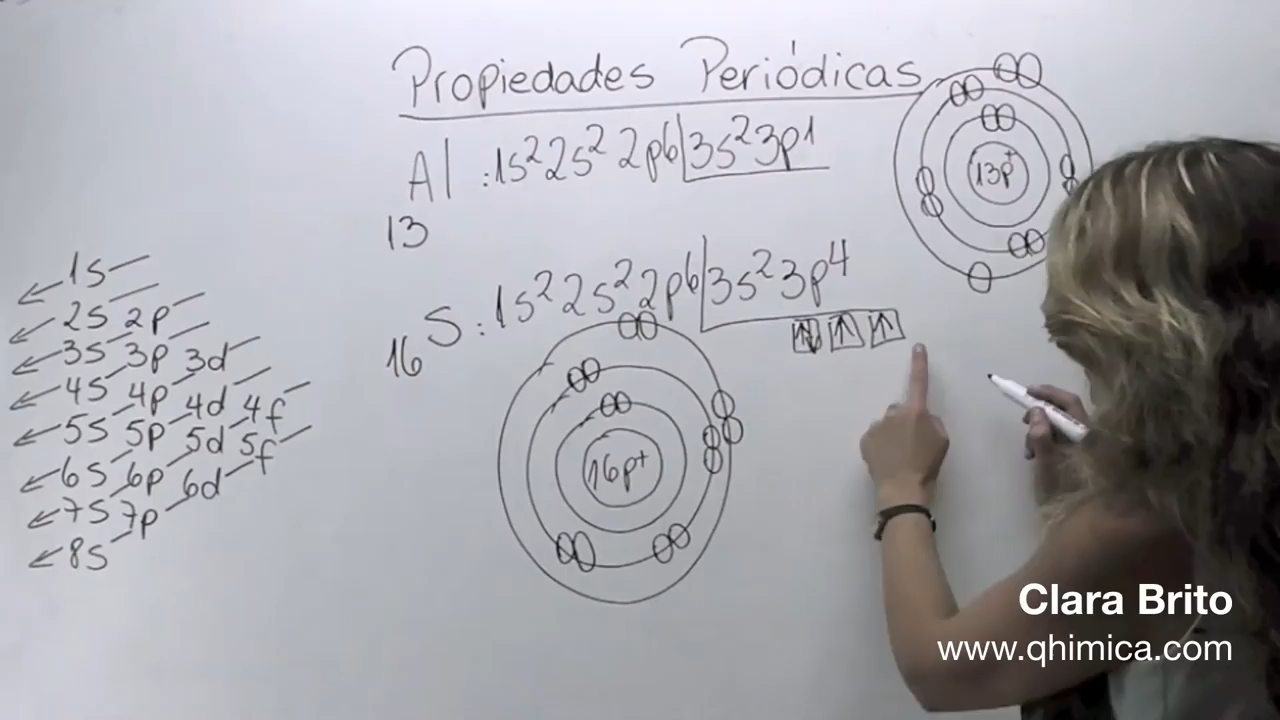 Propiedades Periódicas
Al : 1s² 2s² 2p6 3s² 3p1
13
13p+
S : 1s² 2s² 2p6 3s² 3p4
16
16p+
1s
2s 2p
3s 3p 3d
4s 4p 4d 4f
5s 5p 5d 5f
6s 6p 6d
7s 7p
8s
Clara Brito
www.qhimica.com